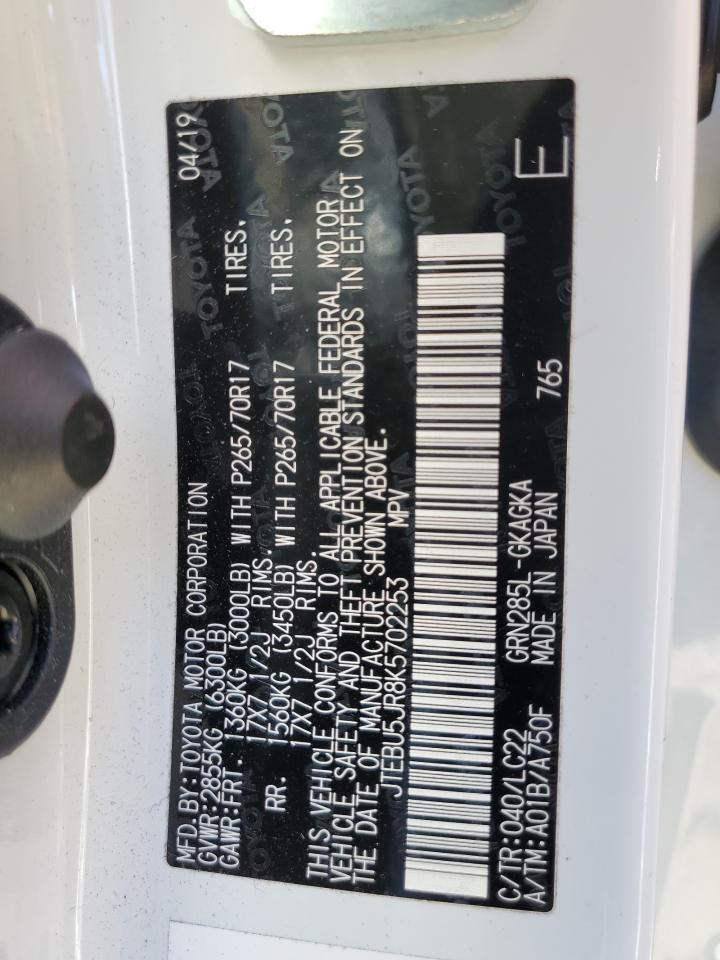 MFD.BY:TOYOTA MOTOR CORPORATION 04/19
GVWR:2855KG (6300LB)
GAWR:FRT. 1360KG (3000LB) WITH P265/70R17 TIRES.
17X7 1/2J RIMS.
RR. 1560KG (3450LB) WITH P265/70R17 TIRES.
17X7 1/2J RIMS.
THIS VEHICLE CONFORMS TO ALL APPLICABLE FEDERAL MOTOR
VEHICLE SAFETY AND THEFT PREVENTION STANDARDS IN EFFECT ON
THE DATE OF MANUFACTURE SHOWN ABOVE.
JTEBU5JR8K5702253 MPV
C/TR:040/LC22 GRN285L-GKAGKA
A/TM:A01B/A750F MADE IN JAPAN 765 E